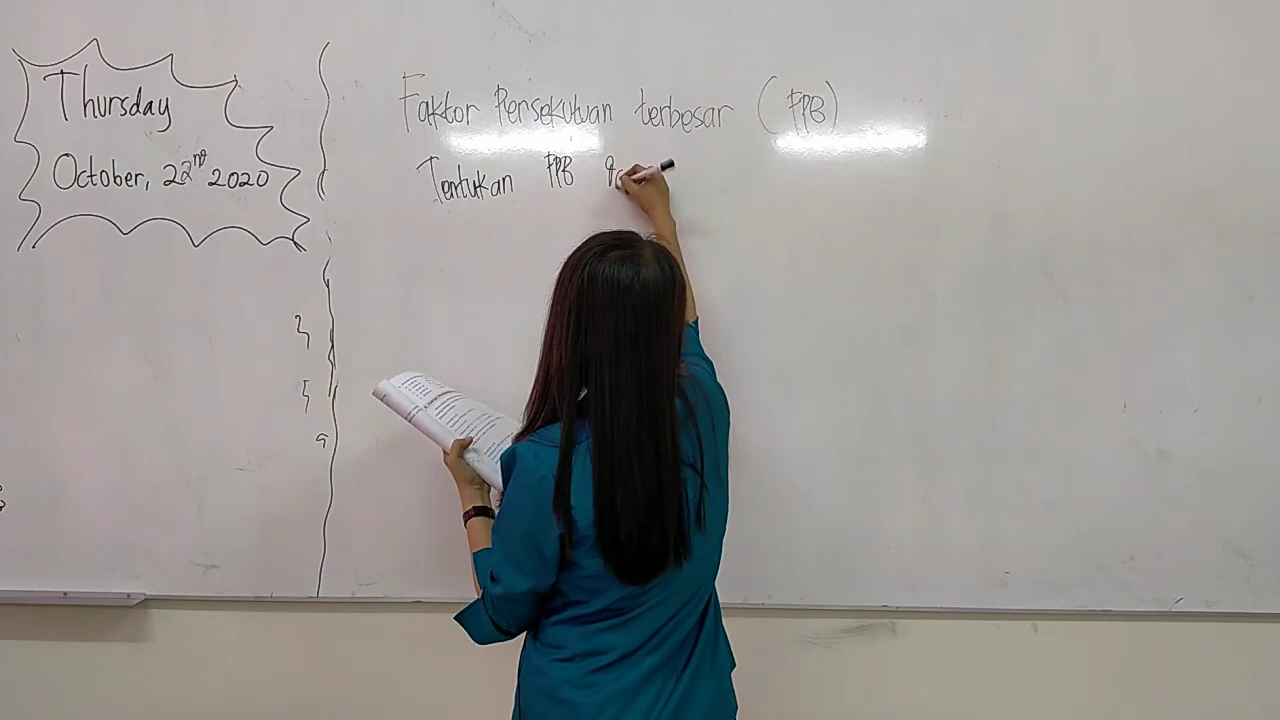 Thursday
October, 22nd 2020
Faktor Persekutuan terbesar (FPB)
Tentukan FPB